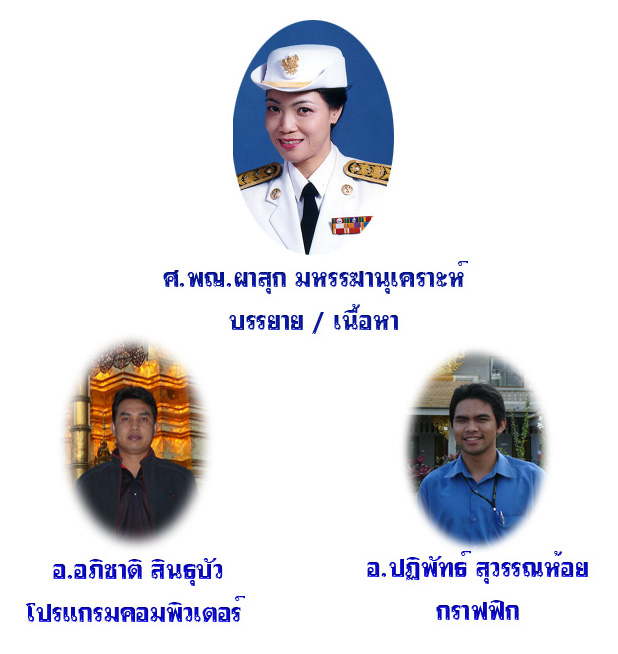 ศ.พญ.ผาสุก มหรรฆานุเคราะห์
บรรยาย / เนื้อหา
อ.อภิชาติ สินธุบัว
โปรแกรมคอมพิวเตอร์
อ.ปฏิพัทธ์ สุวรรณห้อย
กราฟฟิก